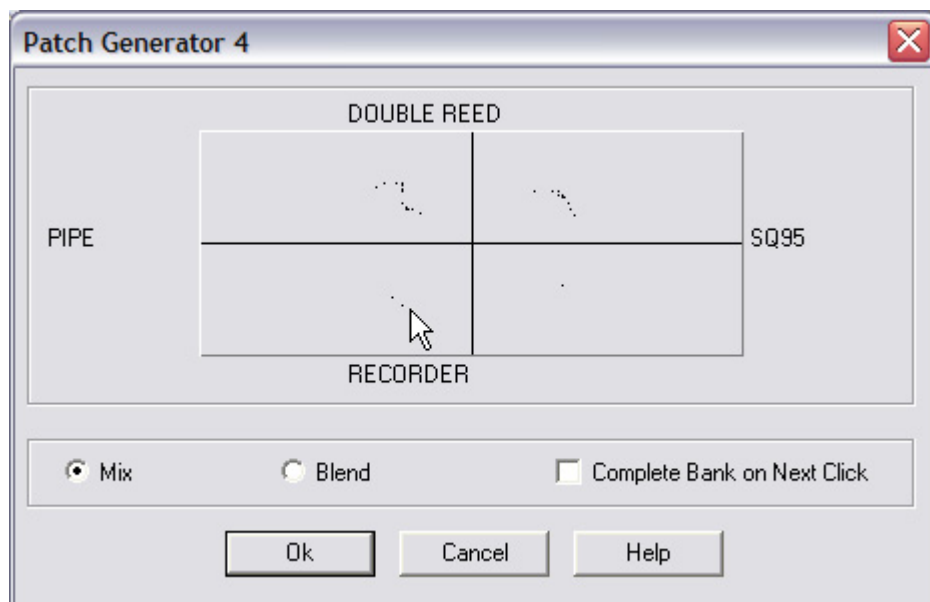 Patch Generator 4
DOUBLE REED
PIPE
SQ95
RECORDER
Mix
Blend
Complete Bank on Next Click
Ok
Cancel
Help